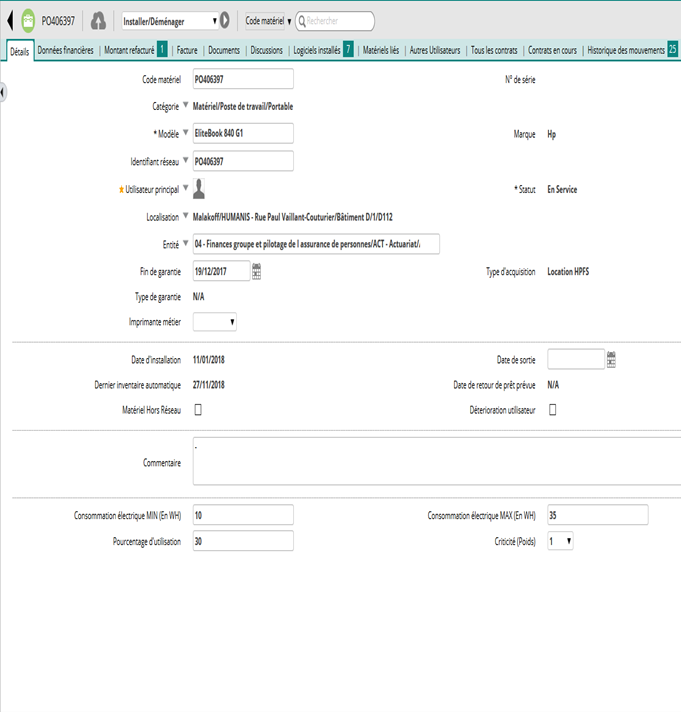 PO406397 Installer/Déménager Code matériel Rechercher
Détails Données financières | Montant refacturé 1 | Facture | Documents | Discussions | Logiciels installés 7 | Matériels liés | Autres Utilisateurs | Tous les contrats | Contrats en cours | Historique des mouvements 25
Code matériel PO406397 N° de série
Catégorie Matériel/Poste de travail/Portable
* Modèle EliteBook 840 G1 Marque Hp
Identifiant réseau PO406397
Utilisateur principal * Statut En Service
Localisation Malakoff/HUMANIS - Rue Paul Vaillant-Couturier/Bâtiment D/1/D112
Entité 04 - Finances groupe et pilotage de l assurance de personnes/ACT - Actuariat/.
Fin de garantie 19/12/2017 Type d'acquisition Location HPFS
Type de garantie N/A
Imprimante métier
Date d'installation 11/01/2018 Date de sortie
Dernier inventaire automatique 27/11/2018 Date de retour de prêt prévue N/A
Matériel Hors Réseau Déterioration utilisateur
-
Commentaire
Consommation électrique MIN (En WH) 10 Consommation électrique MAX (En WH) 35
Pourcentage d'utilisation 30 Criticité (Poids) 1